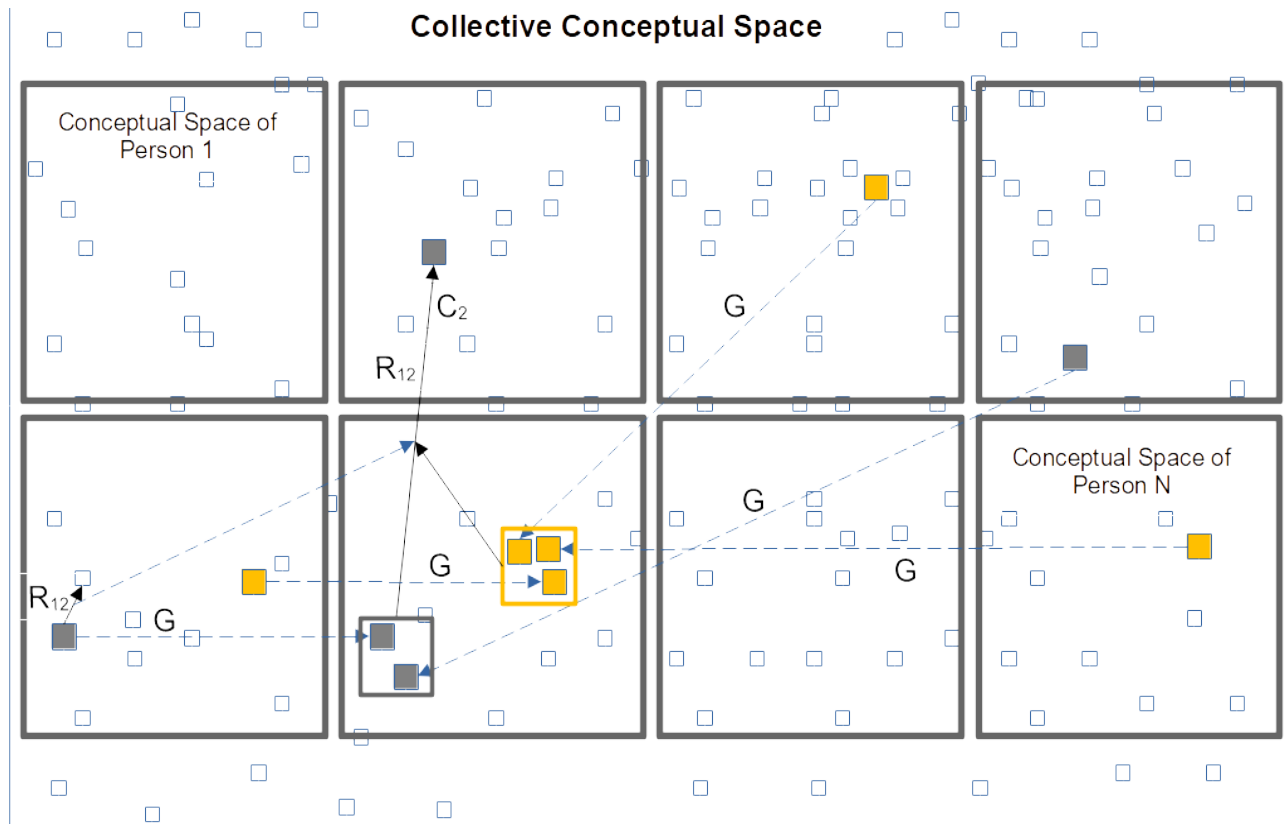 Collective Conceptual Space
Conceptual Space of
Person 1
C₂
G
R₁₂
Conceptual Space of
Person N
G
G
G
R₁₂
G